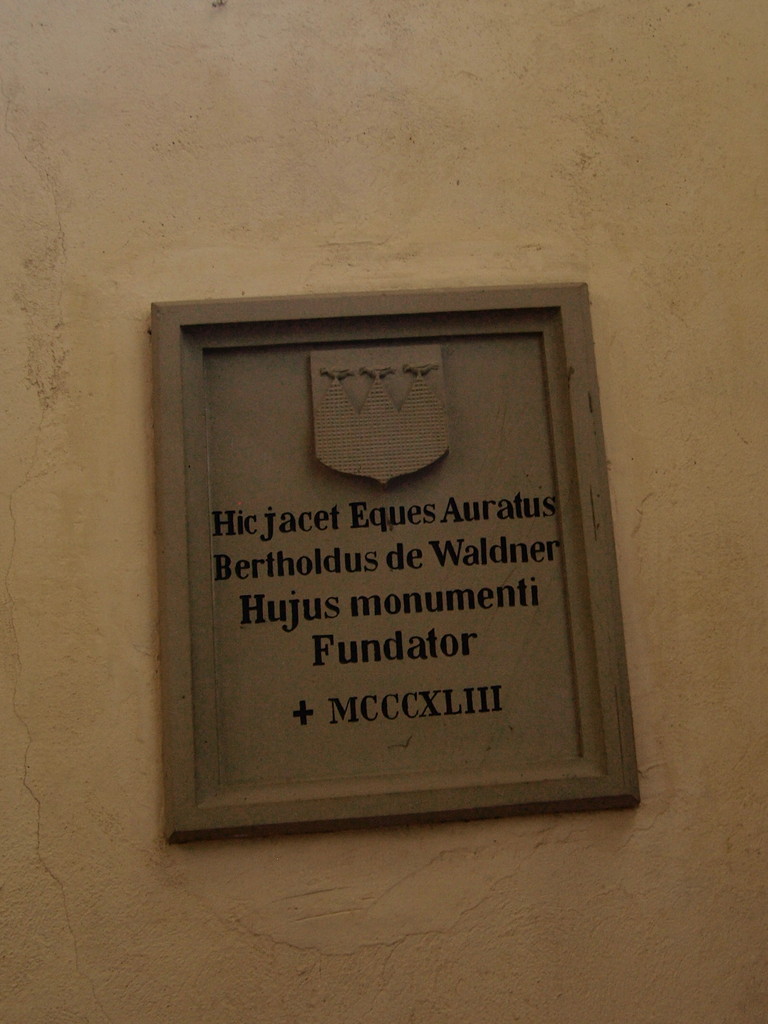 Hic jacet Eques Auratus
Bertholdus de Waldner
Hujus monumenti
Fundator
+ MCCCXLIII